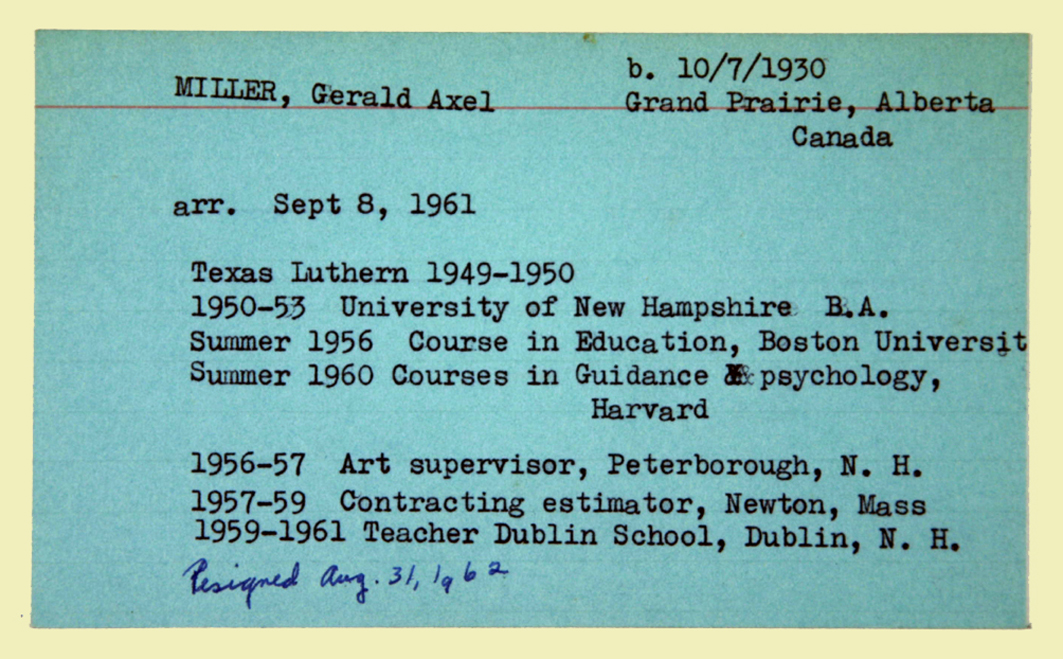 b. 10/7/1930
MILLER, Gerald Axel Grand Prairie, Alberta
Canada
arr. Sept 8, 1961
Texas Luthern 1949-1950
1950-53 University of New Hampshire B.A.
Summer 1956 Course in Education, Boston Universit
Summer 1960 Courses in Guidance & psychology,
Harvard
1956-57 Art supervisor, Peterborough, N. H.
1957-59 Contracting estimator, Newton, Mass
1959-1961 Teacher Dublin School, Dublin, N. H.
Resigned Aug. 31, 1962